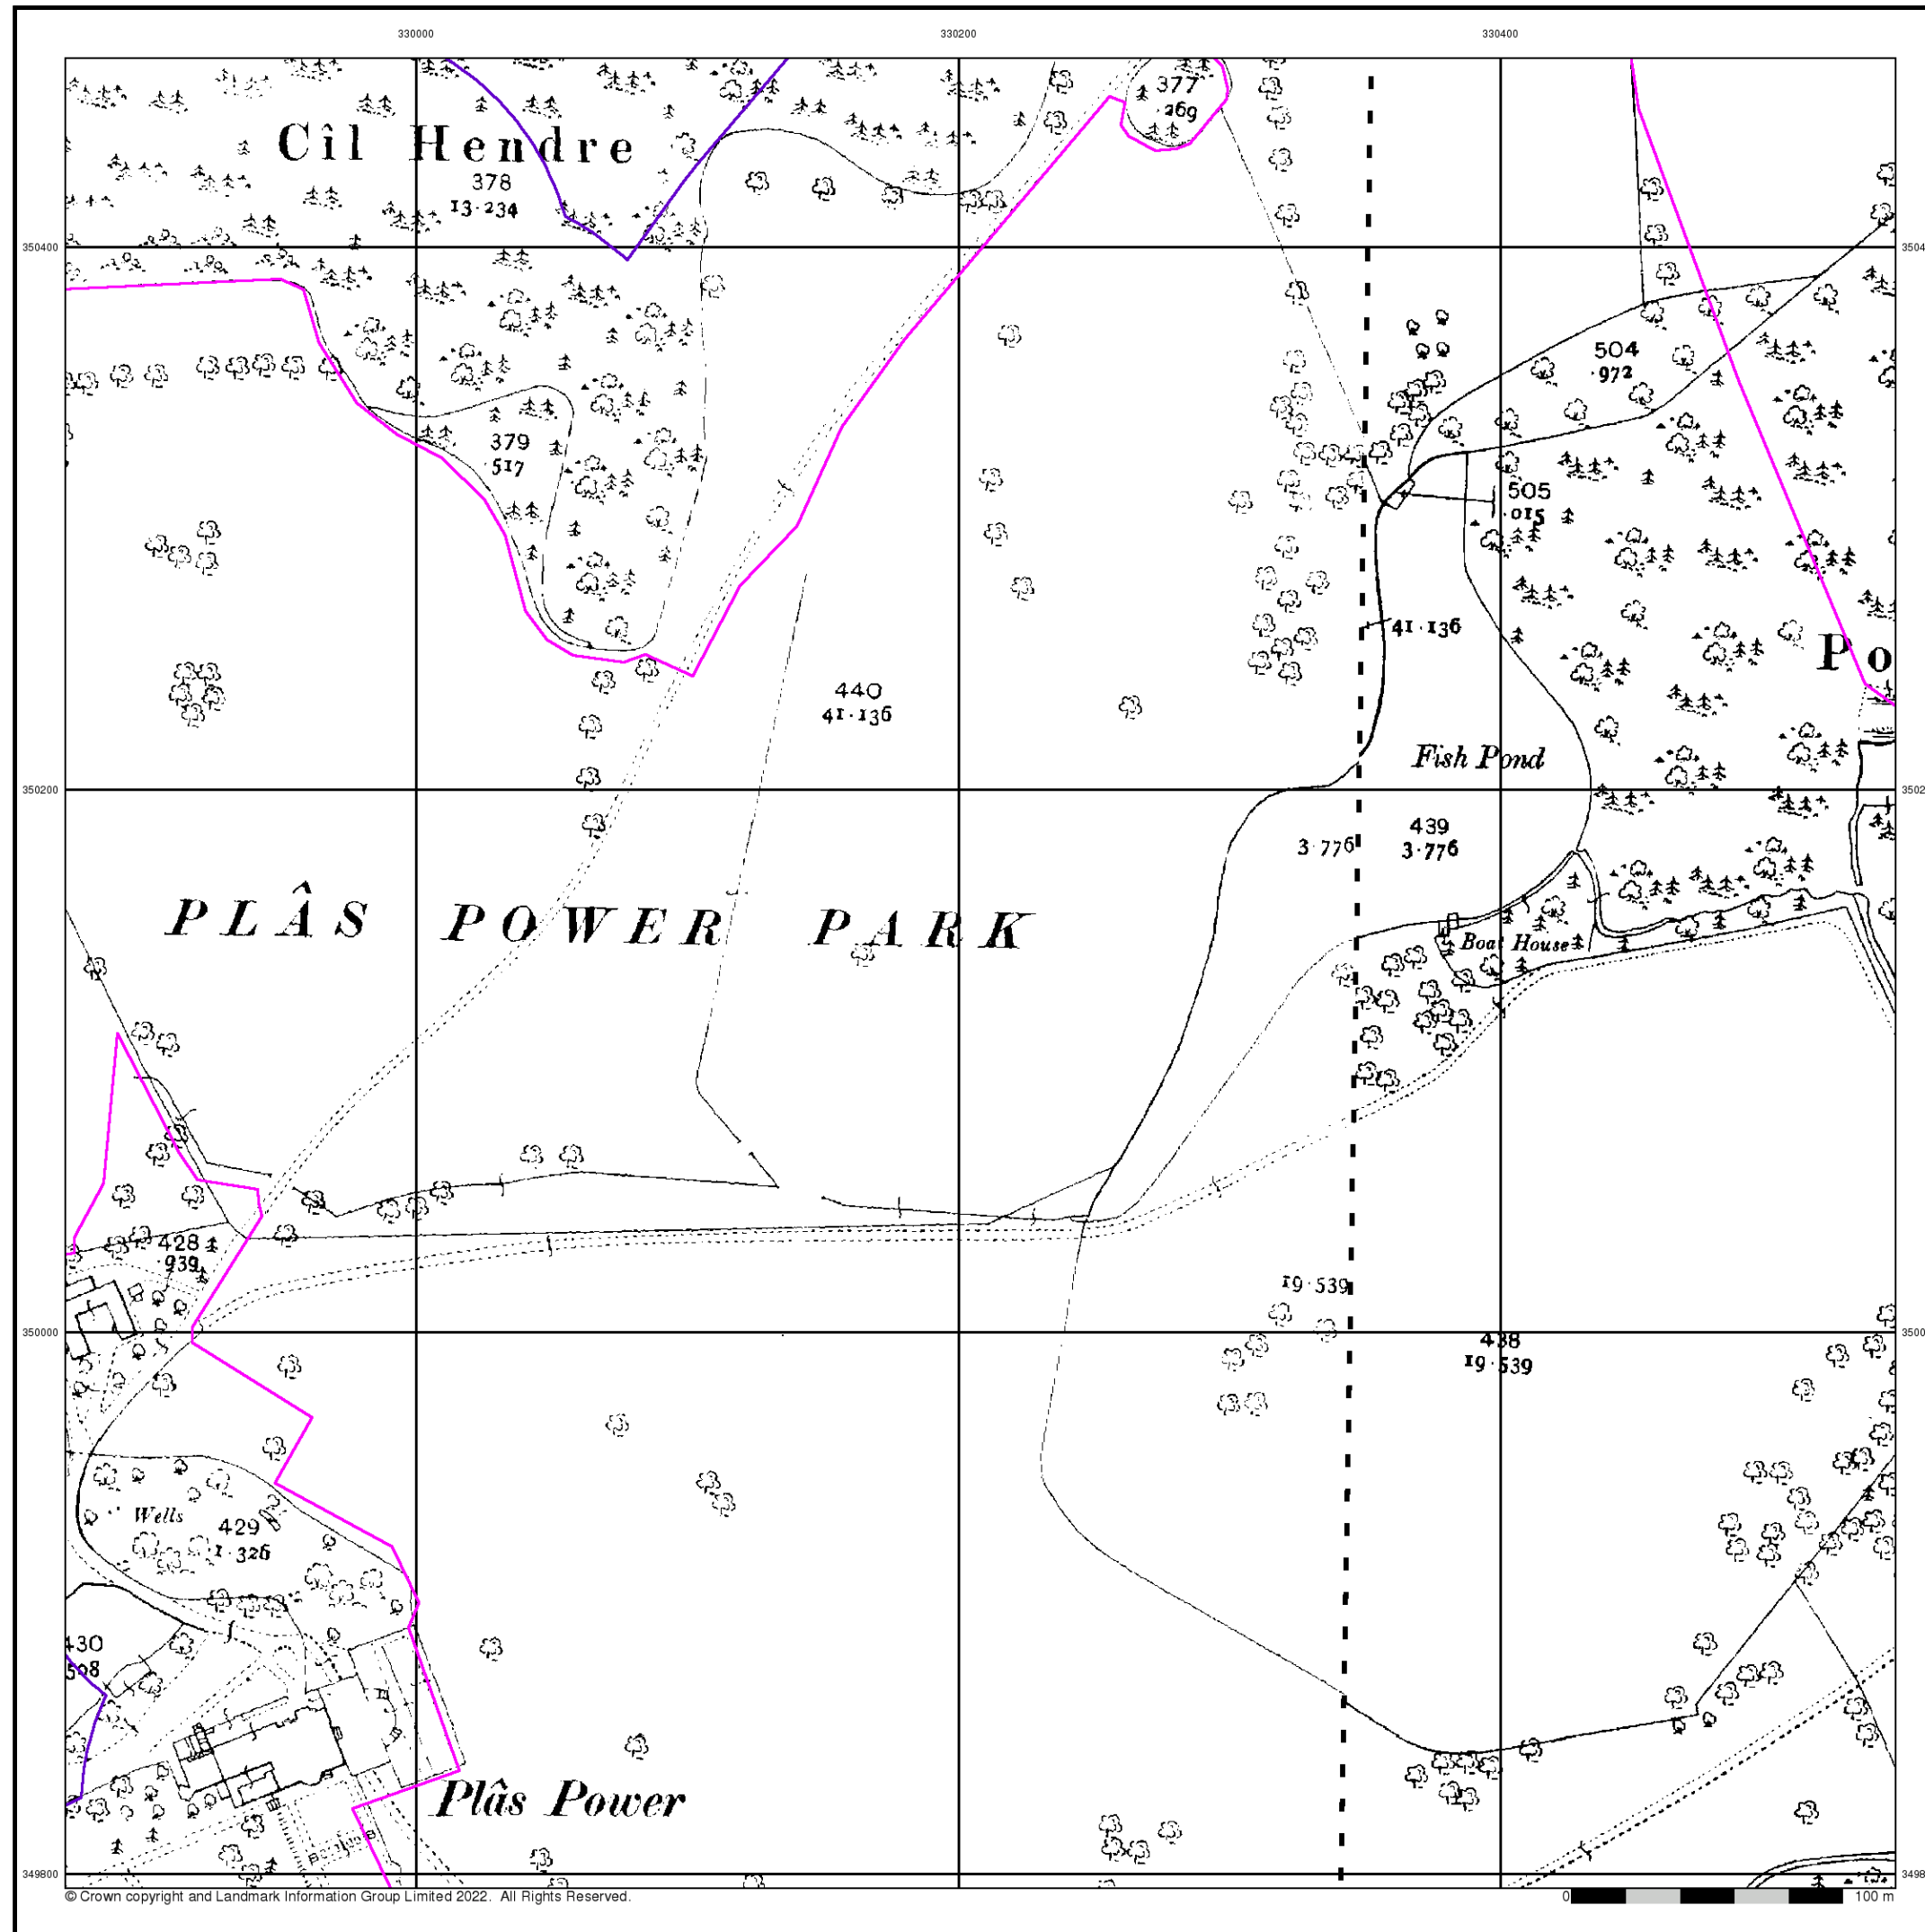 330000 330200 330400
377
·269
Cîl Hendre
378
13·234
350400
504
·972
379
·517
505
·015
41·136
Po
440
41·136
Fish Pond
350200
439
3·776 3·776
PLÂS POWER PARK
Boat House
428
·939
19·539
350000
438
19·539
Wells
429
1·326
430
Plâs Power
349800
© Crown copyright and Landmark Information Group Limited 2022. All Rights Reserved.
0 100 m